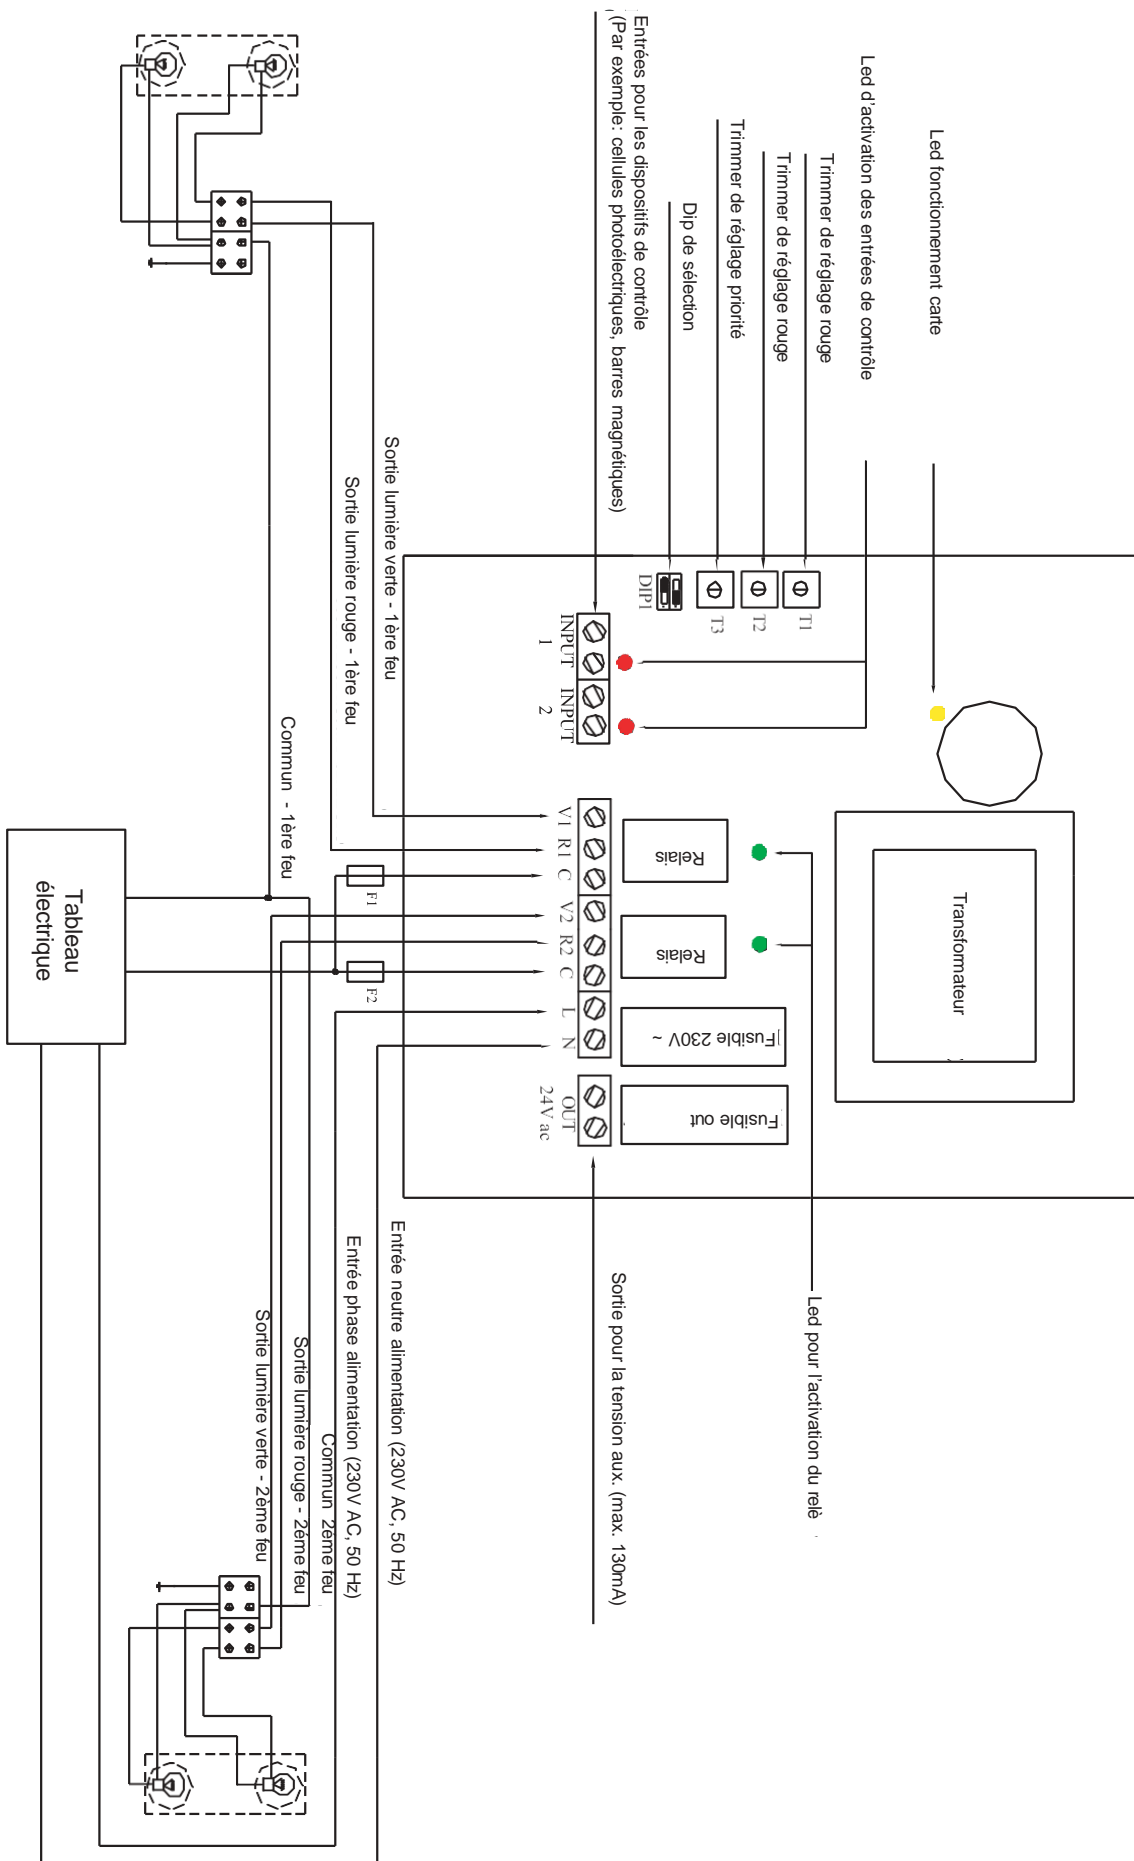 Led fonctionnement carte
Led d'activation des entrées de contrôle
Trimmer de réglage rouge
Trimmer de réglage rouge
Trimmer de réglage priorité
Dip de sélection
Entrées pour les dispositifs de contrôle
(Par exemple: cellules photoélectriques, barres magnétiques)
T1
T2
T3
DIP1
INPUT
1
INPUT
2
Transformateur
Relais
Relais
Fusible 230V ~
Fusible out
V1
R1
C
V2
R2
C
L
N
OUT
24V ac
F1
F2
Sortie lumière verte - 1ère feu
Sortie lumière rouge - 1ère feu
Commun - 1ère feu
Tableau
électrique
Led pour l'activation du relè
Sortie pour la tension aux. (max. 130mA)
Entrée neutre alimentation (230V AC, 50 Hz)
Entrée phase alimentation (230V AC, 50 Hz)
Commun 2ème feu
Sortie lumière rouge - 2ème feu
Sortie lumière verte - 2ème feu